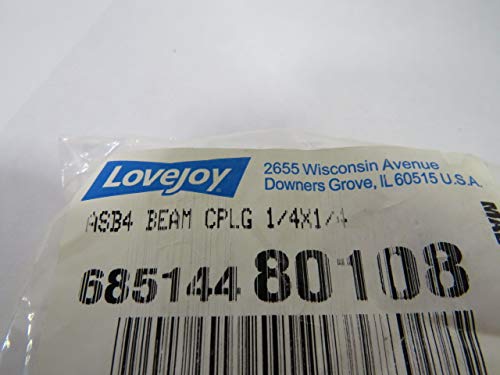 Lovejoy
2655 Wisconsin Avenue
Downers Grove, IL 60515 U.S.A.
ASB4 BEAM CPLG 1/4X1/4
685144 80108